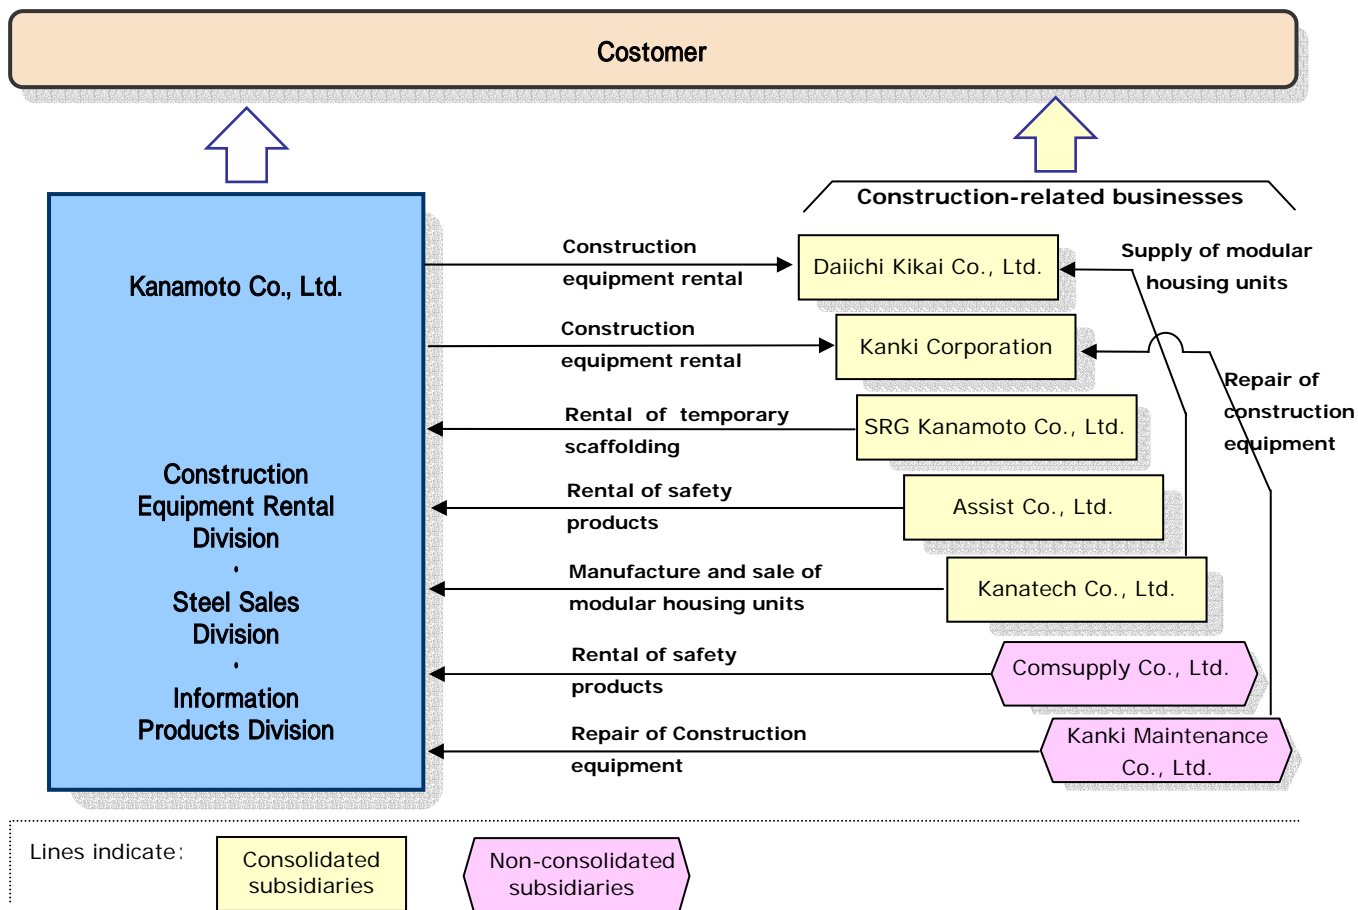 Costomer
Construction-related businesses
Kanamoto Co., Ltd.
Construction
Equipment Rental
Division
・
Steel Sales
Division
・
Information
Products Division
Construction
equipment rental
Daiichi Kikai Co., Ltd.
Supply of modular
housing units
Construction
equipment rental
Kanki Corporation
Repair of
construction
equipment
Rental of temporary
scaffolding
SRG Kanamoto Co., Ltd.
Rental of safety
products
Assist Co., Ltd.
Manufacture and sale of
modular housing units
Kanatech Co., Ltd.
Rental of safety
products
Comsupply Co., Ltd.
Repair of Construction
equipment
Kanki Maintenance
Co., Ltd.
Lines indicate:
Consolidated
subsidiaries
Non-consolidated
subsidiaries